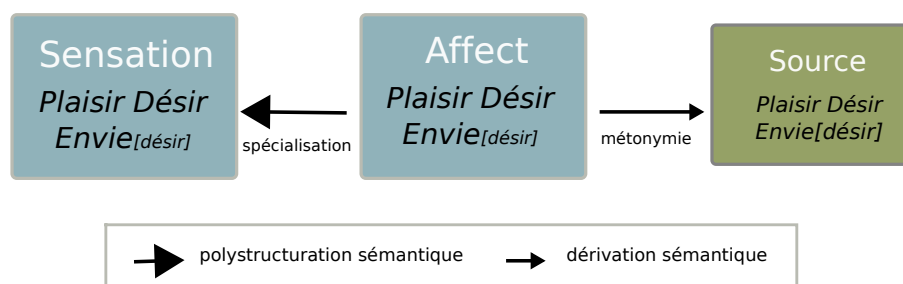 Sensation
Plaisir Désir
Envie[désir]
spécialisation
Affect
Plaisir Désir
Envie[désir]
métonymie
Source
Plaisir Désir
Envie[désir]
polystructuration sémantique
dérivation sémantique